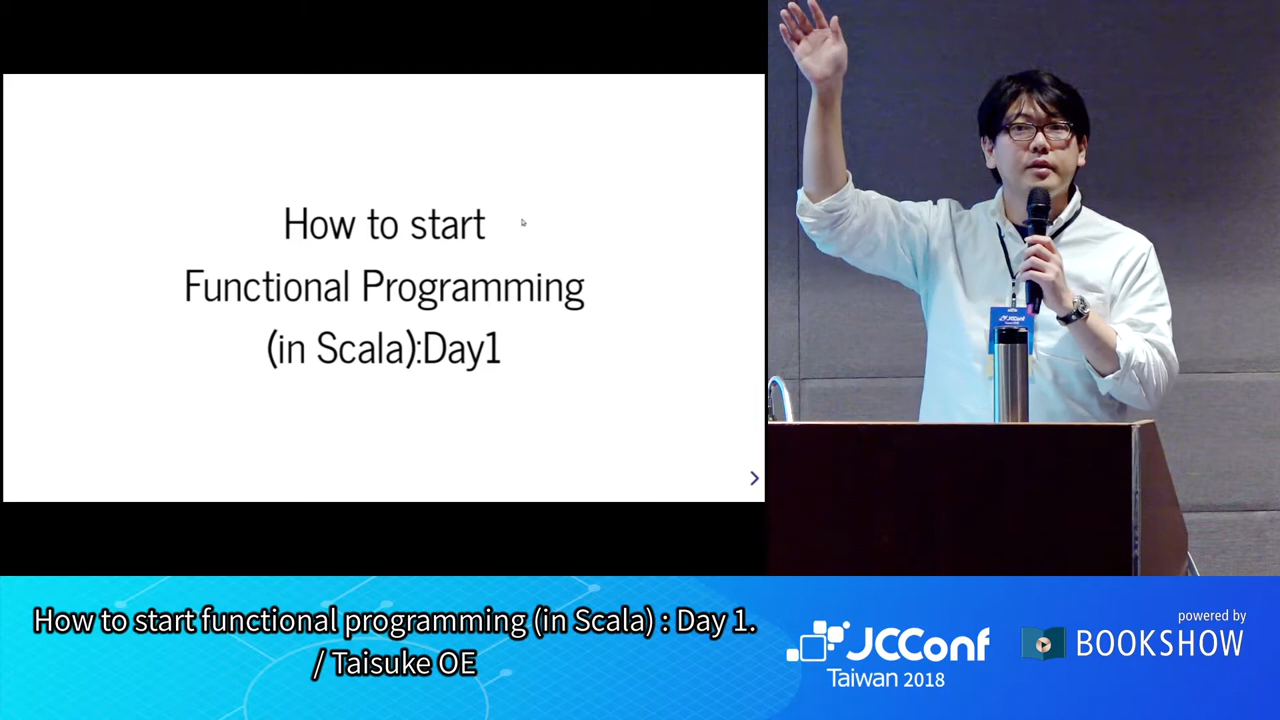 How to start
Functional Programming
(in Scala):Day1
JCConf
How to start functional programming (in Scala) : Day 1.
/ Taisuke OE
JCConf
Taiwan 2018
powered by
BOOKSHOW